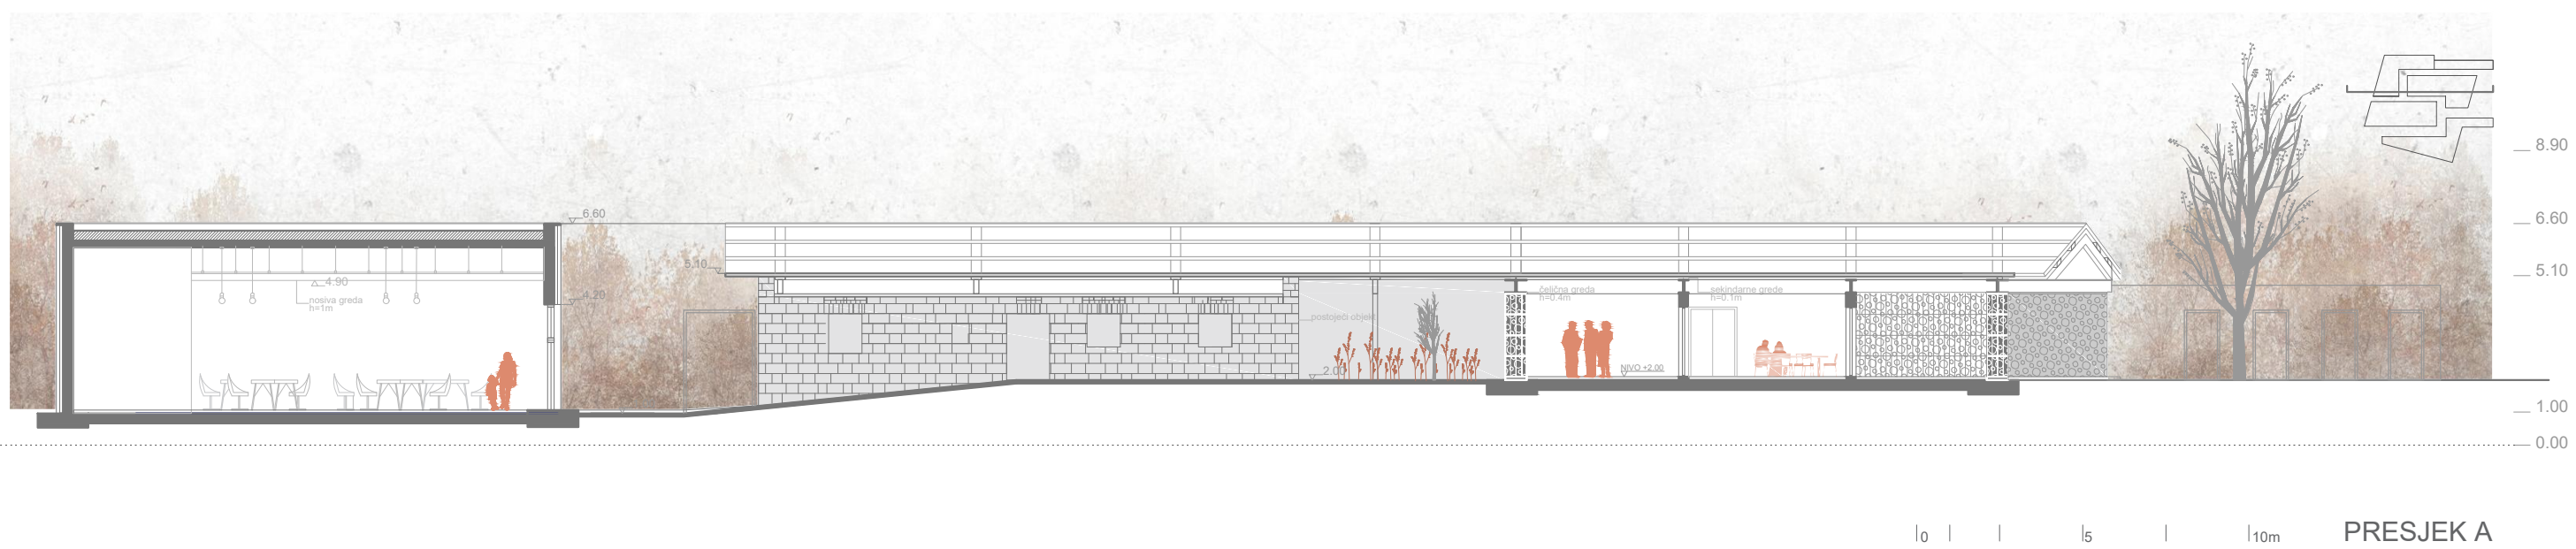 8.90
6.60
6.60
5.10
5.10
4.90
nosiva greda
h=1m
4.20
čelična greda
h=0.4m
sekindarne grede
h=0.1m
postojeći objekt
2.00
NIVO +2.00
1.00
0.00
0
5
10m
PRESJEK A